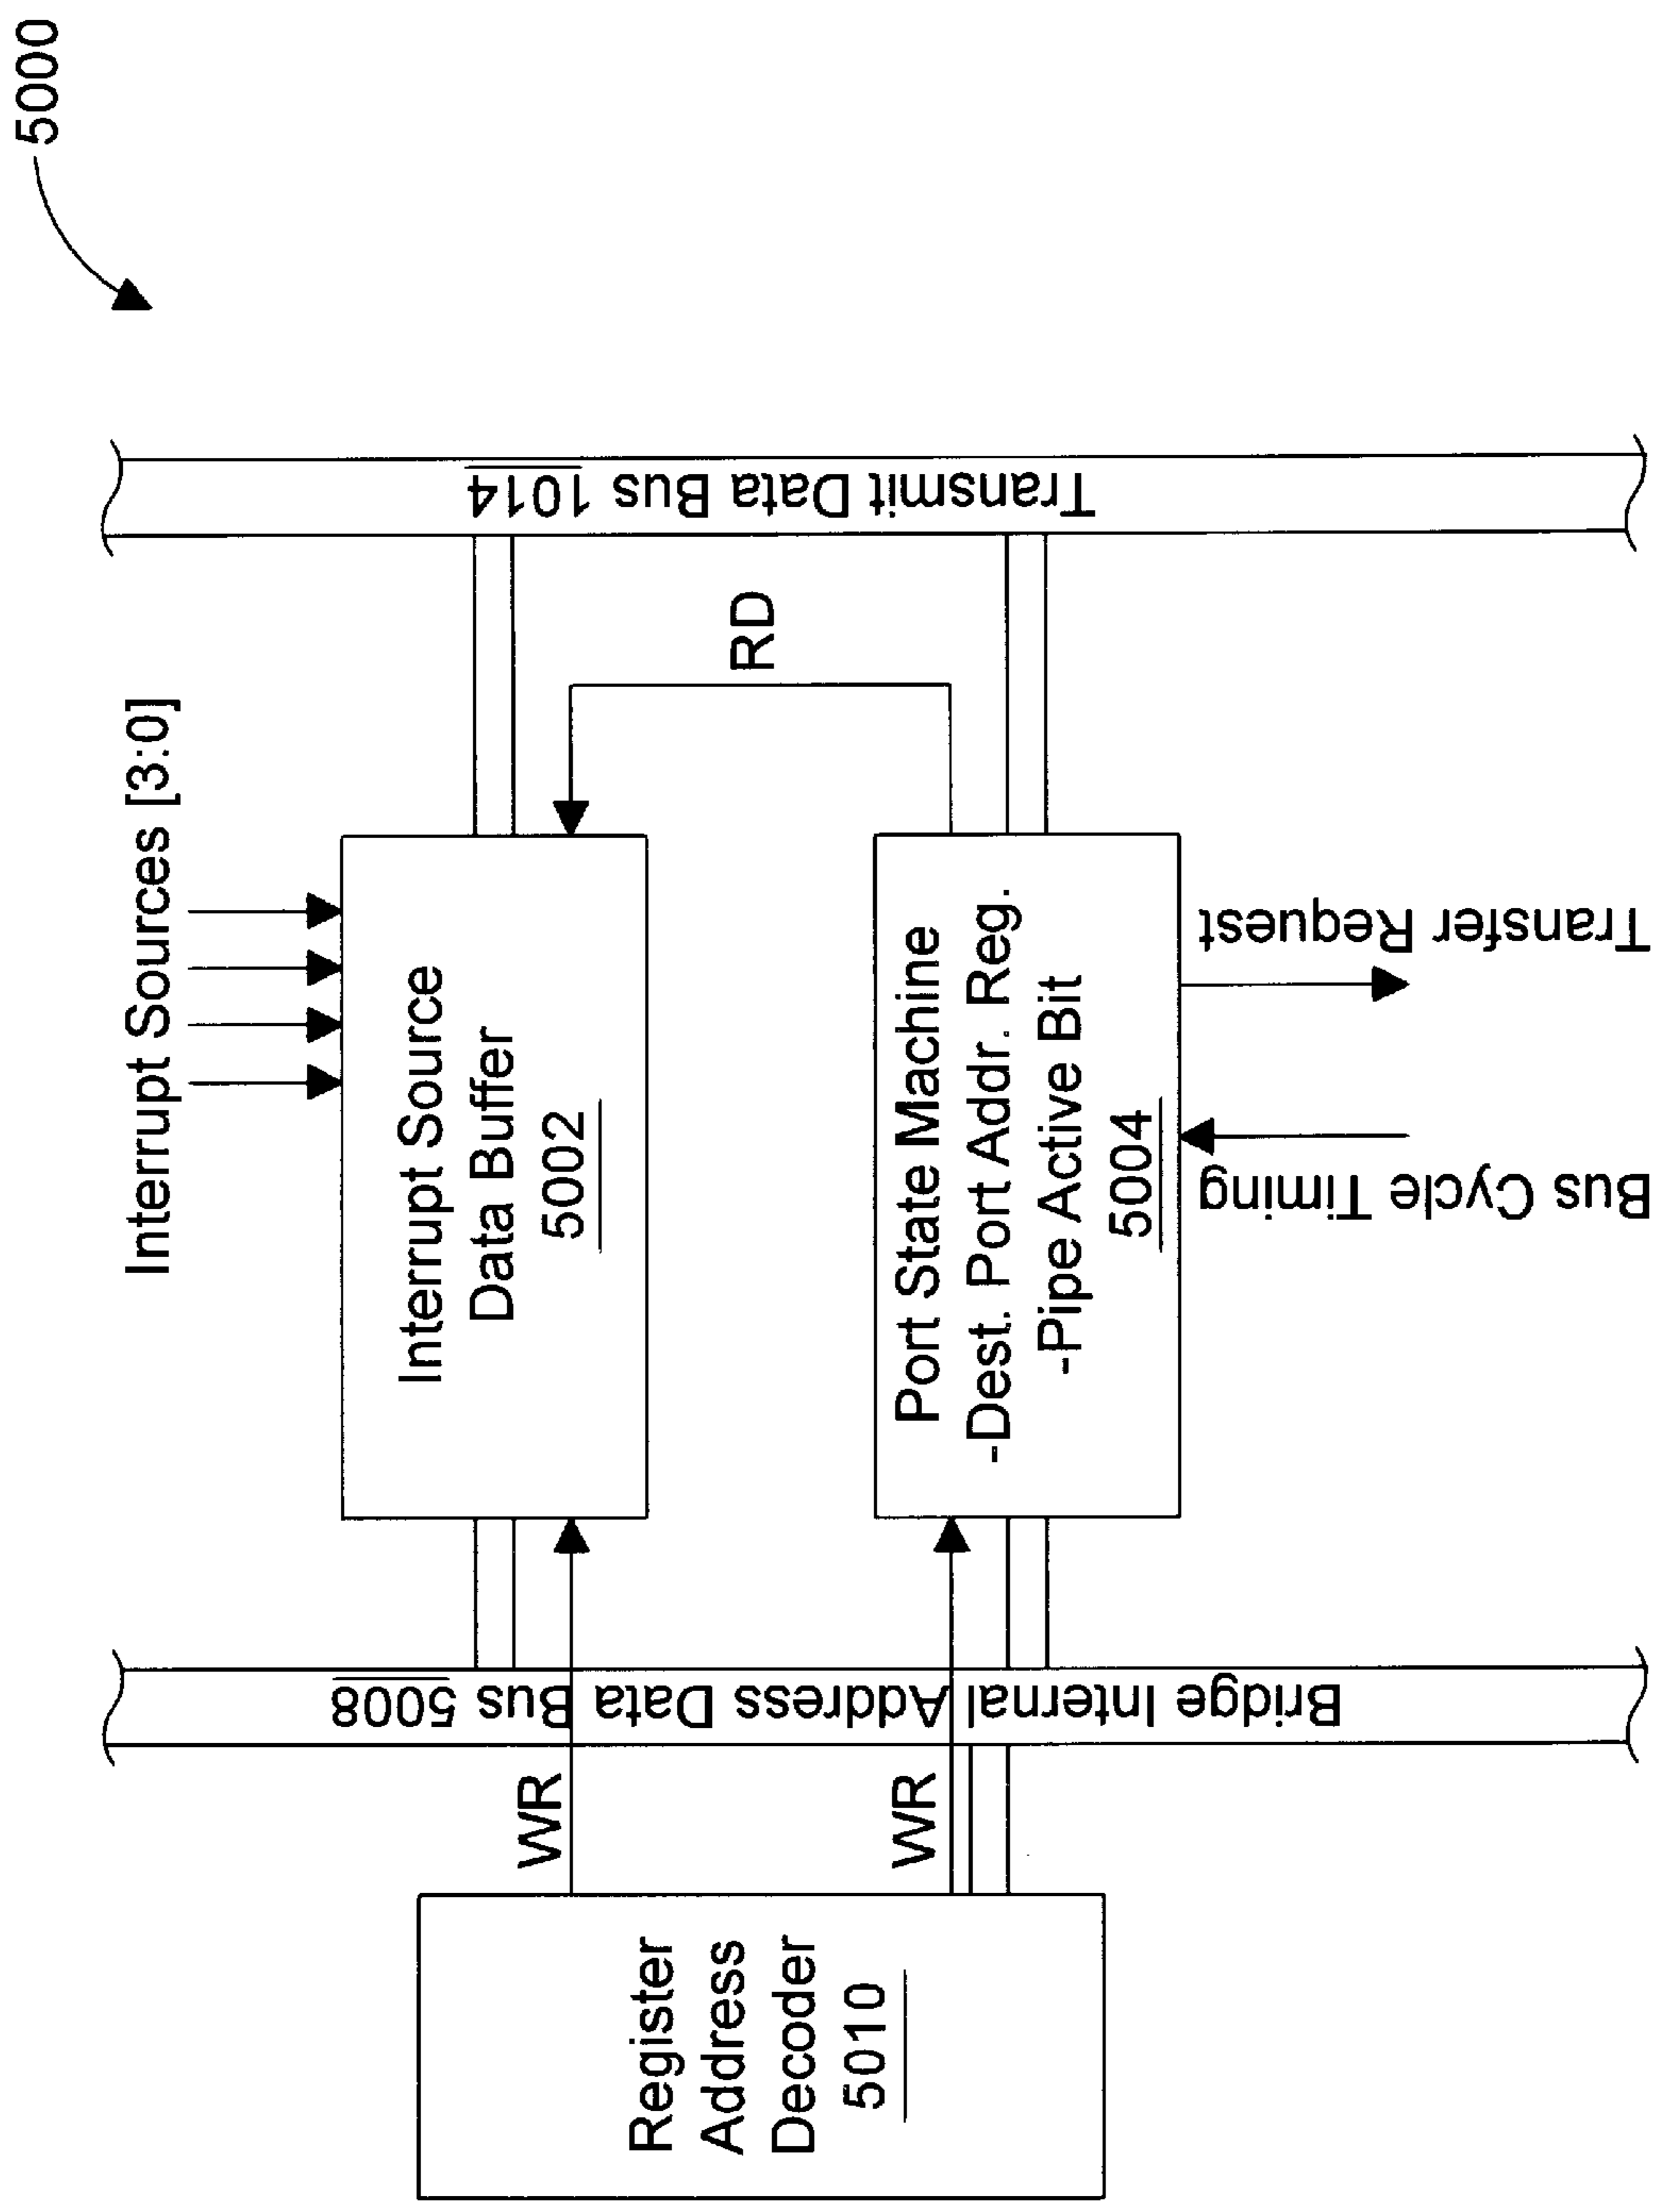 5000
Interrupt Sources [3:0]
Register
Address
Decoder
5010
WR
WR
Bridge Internal Address Data Bus 5008
Interrupt Source
Data Buffer
5002
Port State Machine
-Dest. Port Addr. Reg.
-Pipe Active Bit
5004
RD
Transmit Data Bus 1014
Bus Cycle Timing
Transfer Request